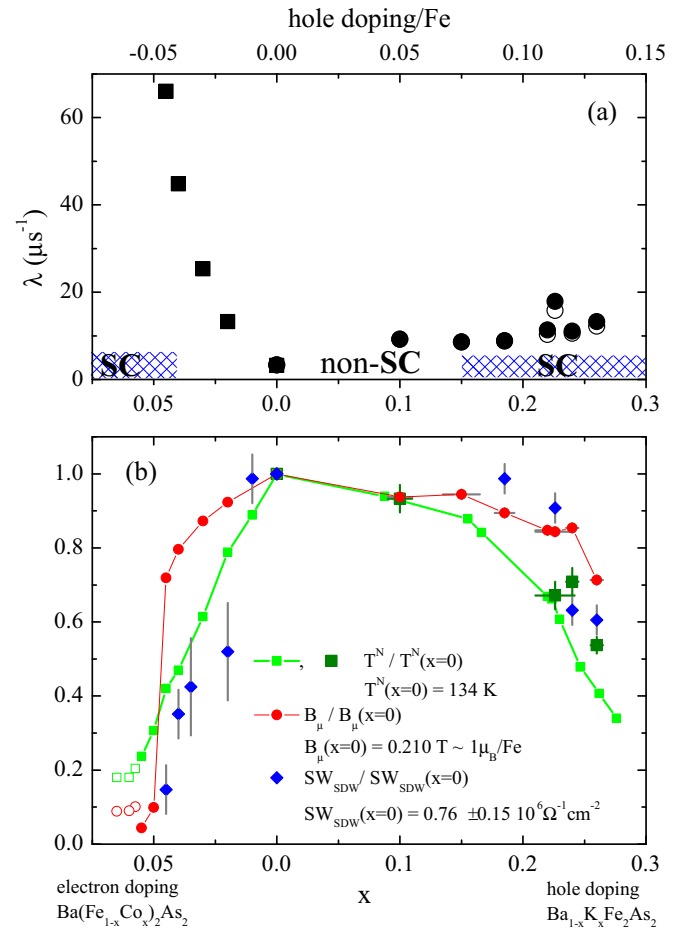 hole doping/Fe
-0.05 0.00 0.05 0.10 0.15
60
40
20
0
λ (μs⁻¹)
(a)
SC non-SC SC
0.05 0.0 0.1 0.2 0.3
(b)
1.0
0.8
0.6
0.4
0.2
0.0
, Tᴺ / Tᴺ(x=0)
Tᴺ(x=0) = 134 K
B_μ / B_μ(x=0)
B_μ(x=0) = 0.210 T ~ 1μ_B/Fe
SW_SDW / SW_SDW(x=0)
SW_SDW(x=0) = 0.76 ±0.15 10⁶Ω⁻¹cm⁻²
0.05 0.0 0.1 0.2 0.3
x
electron doping
Ba(Fe₁₋ₓCoₓ)₂As₂
hole doping
Ba₁₋ₓKₓFe₂As₂